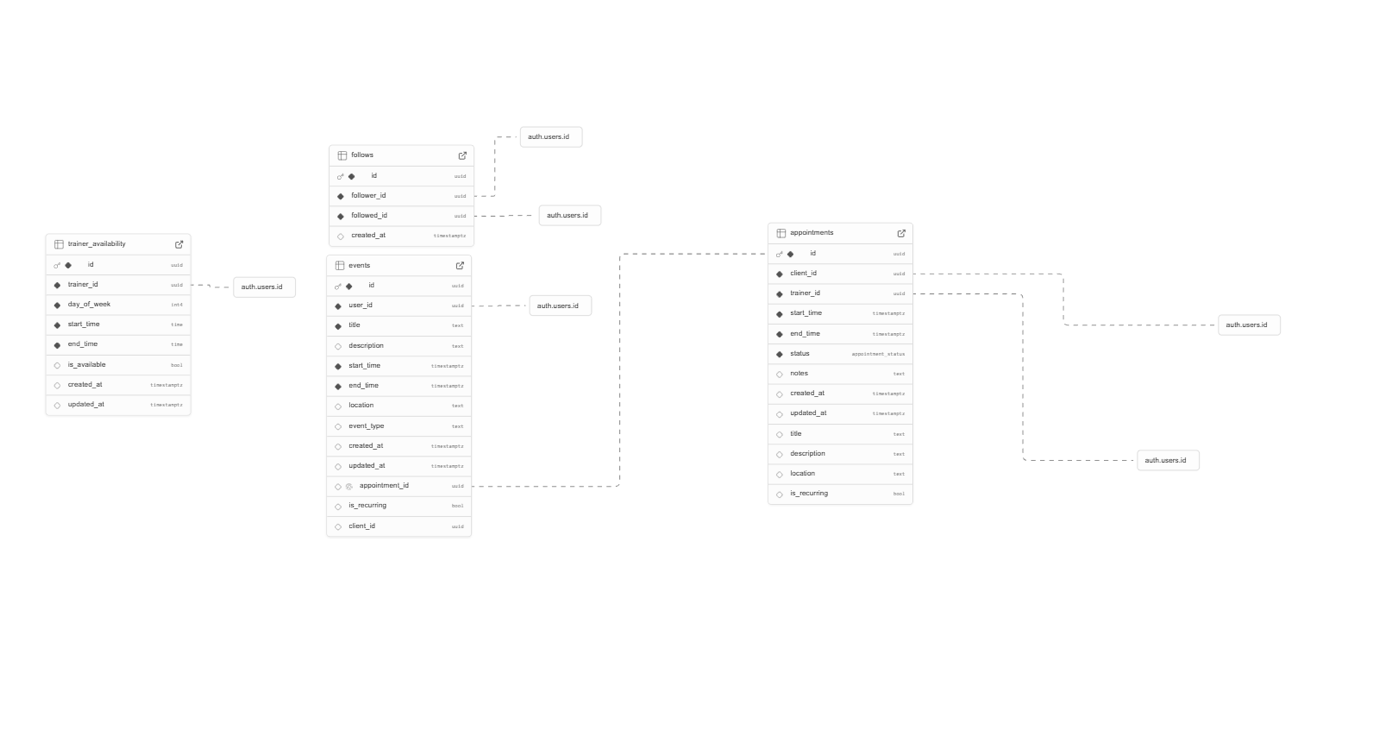 auth.users.id
follows
id uuid
follower_id uuid
followed_id uuid
auth.users.id
created_at timestamptz
trainer_availability
id uuid
trainer_id uuid
auth.users.id
day_of_week int4
start_time time
end_time time
is_available bool
created_at timestamptz
updated_at timestamptz
events
id uuid
user_id uuid
auth.users.id
title text
description text
start_time timestamptz
end_time timestamptz
location text
event_type text
created_at timestamptz
updated_at timestamptz
appointment_id uuid
is_recurring bool
client_id uuid
appointments
id uuid
client_id uuid
trainer_id uuid
start_time timestamptz
end_time timestamptz
status appointment_status
notes text
created_at timestamptz
updated_at timestamptz
title text
description text
location text
is_recurring bool
auth.users.id
auth.users.id